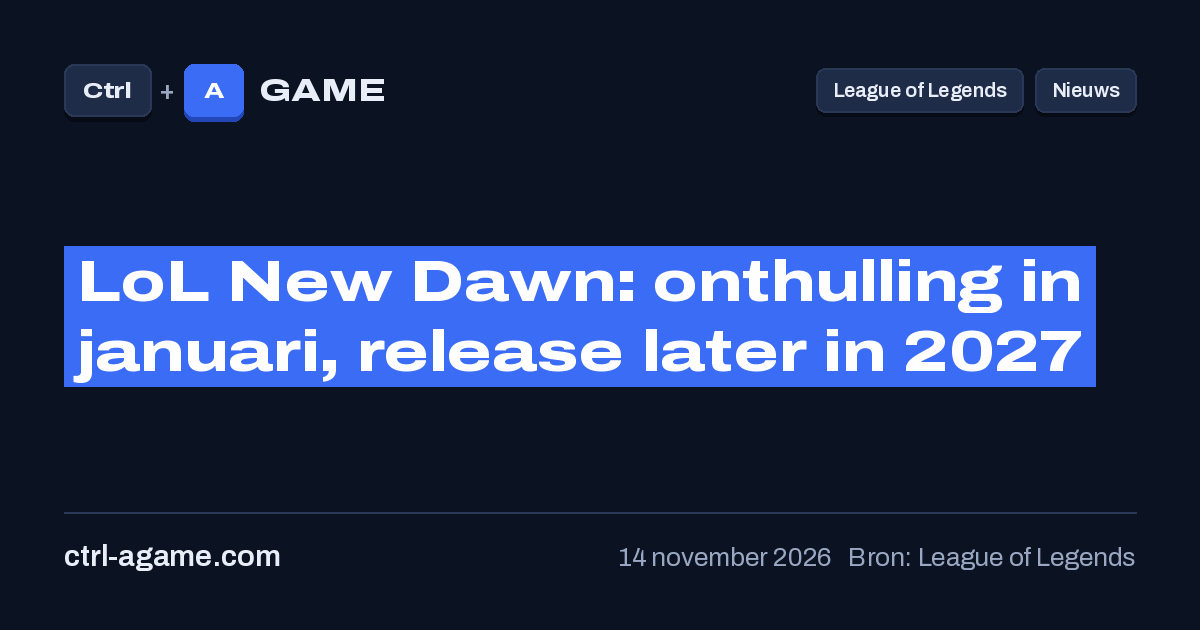 Ctrl + A GAME
League of Legends
Nieuws
LoL New Dawn: onthulling in
januari, release later in 2027
ctrl-agame.com
14 november 2026 Bron: League of Legends